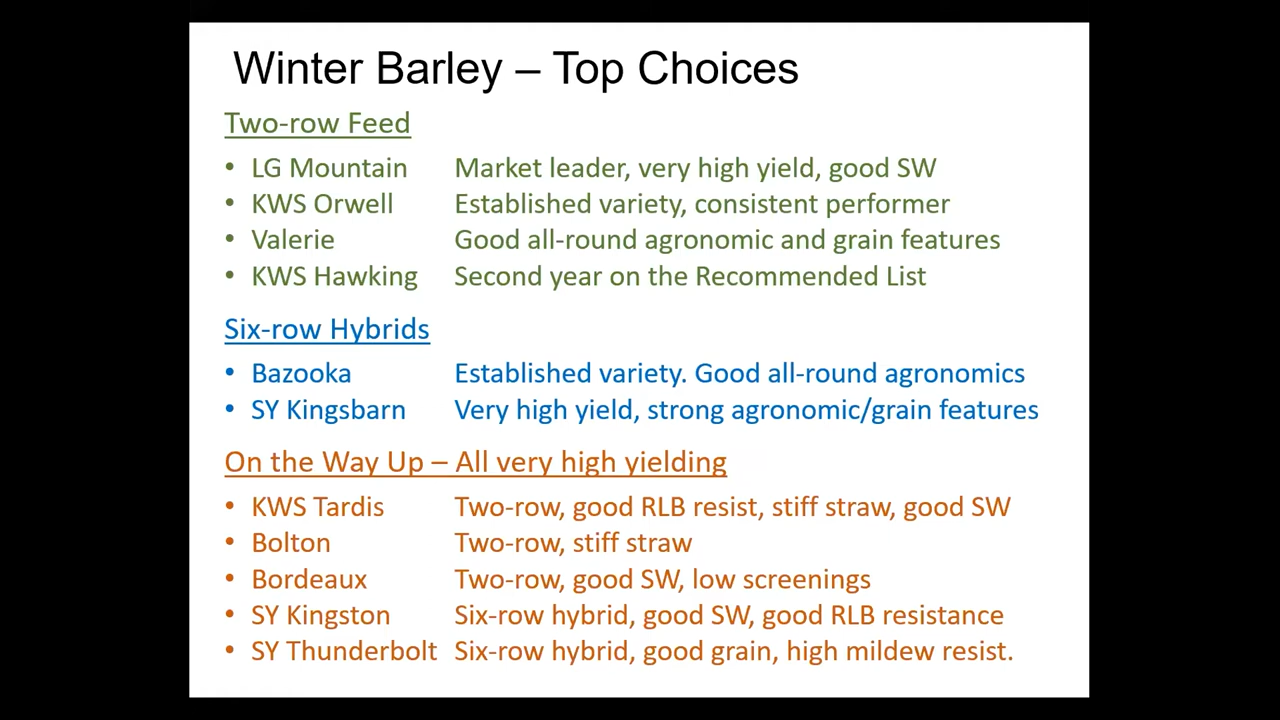 Winter Barley – Top Choices
Two-row Feed
• LG Mountain Market leader, very high yield, good SW
• KWS Orwell Established variety, consistent performer
• Valerie Good all-round agronomic and grain features
• KWS Hawking Second year on the Recommended List
Six-row Hybrids
• Bazooka Established variety. Good all-round agronomics
• SY Kingsbarn Very high yield, strong agronomic/grain features
On the Way Up – All very high yielding
• KWS Tardis Two-row, good RLB resist, stiff straw, good SW
• Bolton Two-row, stiff straw
• Bordeaux Two-row, good SW, low screenings
• SY Kingston Six-row hybrid, good SW, good RLB resistance
• SY Thunderbolt Six-row hybrid, good grain, high mildew resist.